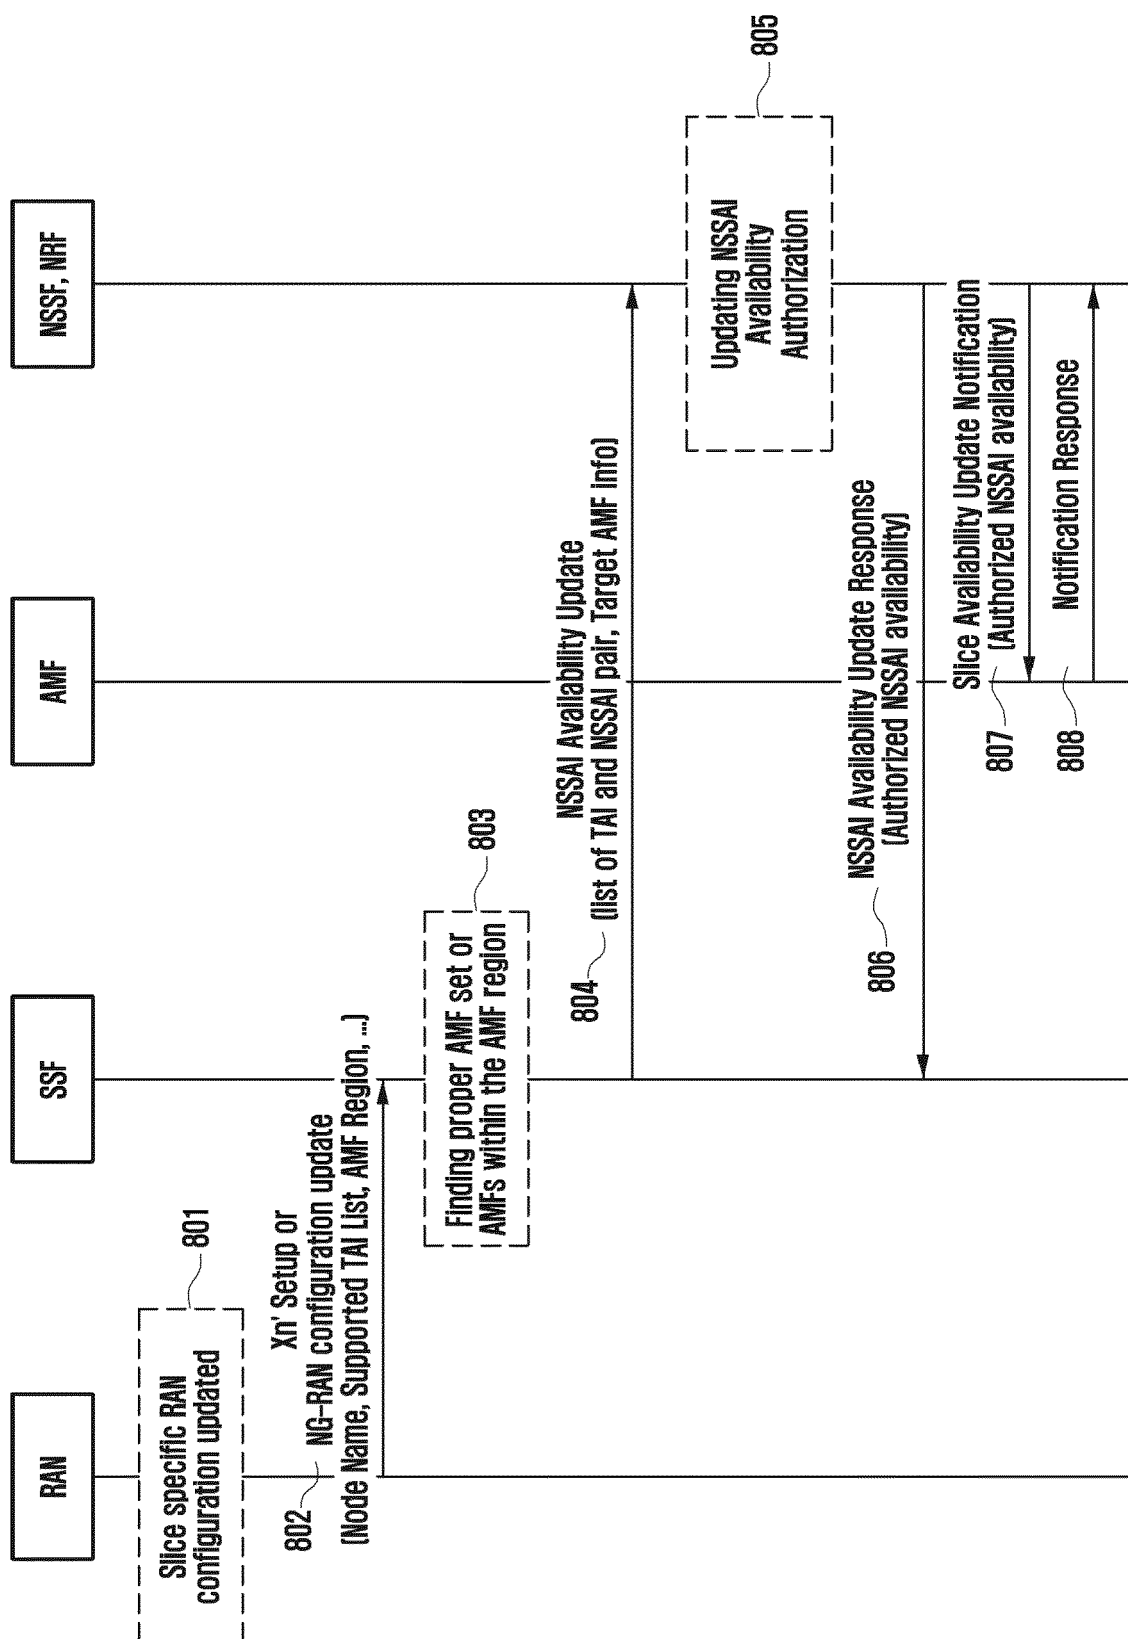 RAN
SSF
AMF
NSSF, NRF
Slice specific RAN
configuration updated
801
Xn' Setup or
802
NG-RAN configuration update
(Node Name, Supported TAI List, AMF Region, ...)
Finding proper AMF set or
AMFs within the AMF region
803
NSSAI Availability Update
804
(list of TAI and NSSAI pair, Target AMF info)
Updating NSSAI
Availability
Authorization
805
NSSAI Availability Update Response
806
(Authorized NSSAI availability)
Slice Availability Update Notification
807
(Authorized NSSAI availability)
808
Notification Response